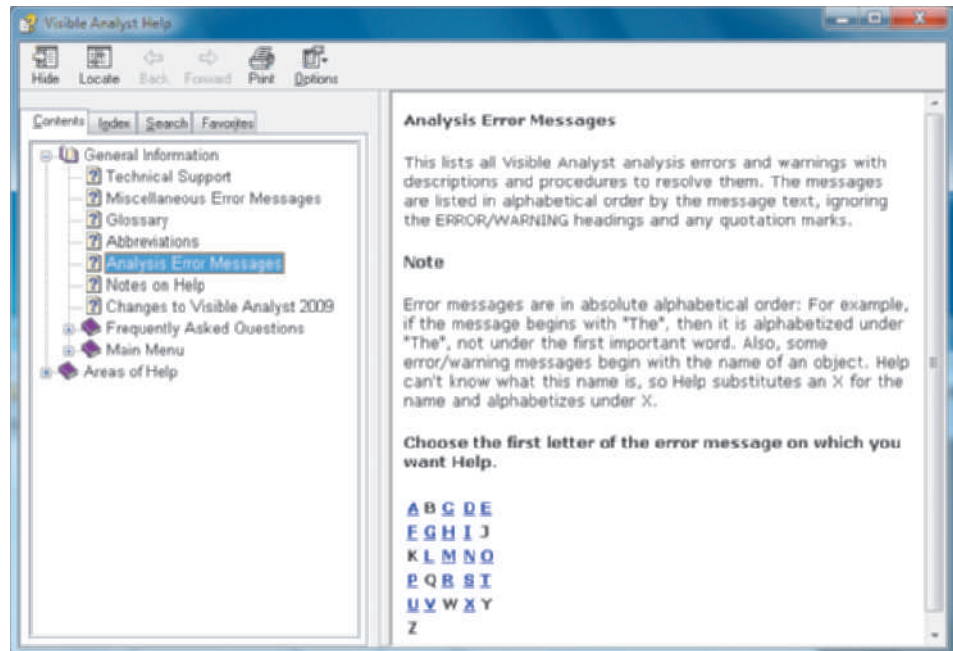 Visible Analyst Help
Hide Locate Back Forward Print Options
Contents Index Search Favorites
General Information
Technical Support
Miscellaneous Error Messages
Glossary
Abbreviations
Analysis Error Messages
Notes on Help
Changes to Visible Analyst 2009
Frequently Asked Questions
Main Menu
Areas of Help
Analysis Error Messages
This lists all Visible Analyst analysis errors and warnings with
descriptions and procedures to resolve them. The messages
are listed in alphabetical order by the message text, ignoring
the ERROR/WARNING headings and any quotation marks.
Note
Error messages are in absolute alphabetical order: For example,
if the message begins with "The", then it is alphabetized under
"The", not under the first important word. Also, some
error/warning messages begin with the name of an object. Help
can't know what this name is, so Help substitutes an X for the
name and alphabetizes under X.
Choose the first letter of the error message on which you
want Help.
A B C D E
F G H I J
K L M N O
P Q R S T
U V W X Y
Z